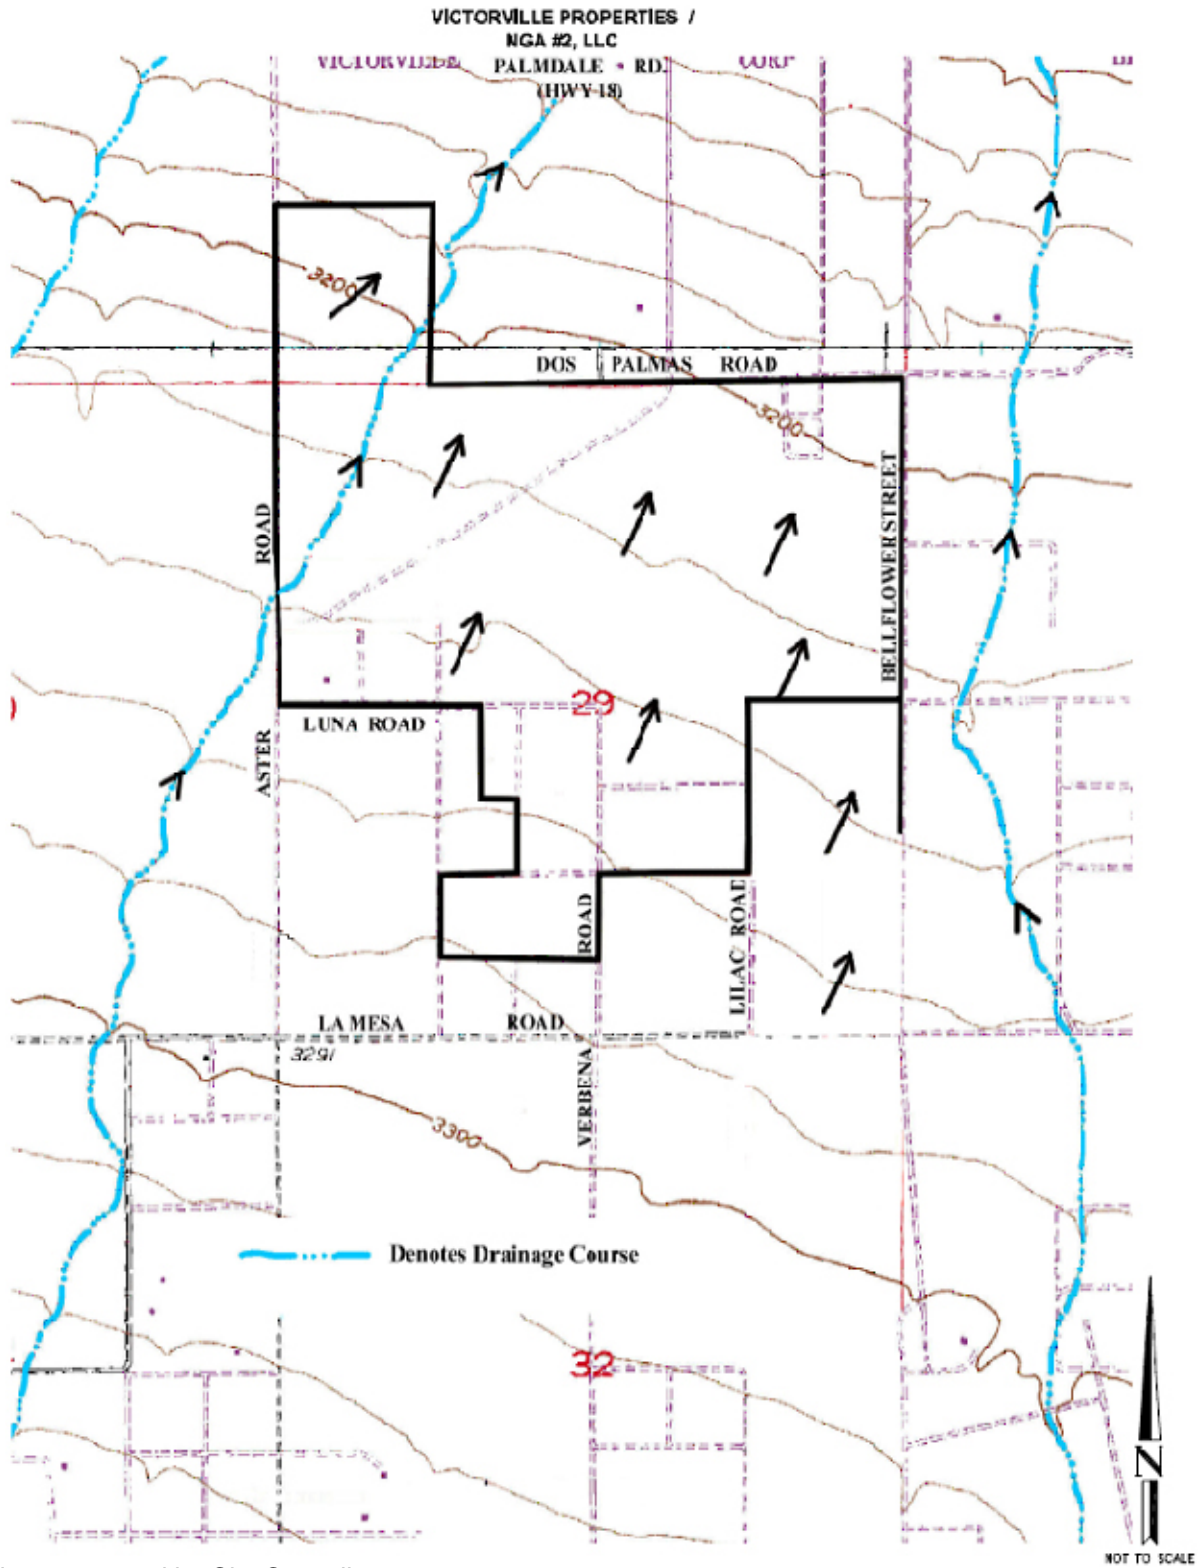 VICTORVILLE PROPERTIES /
NGA #2, LLC
PALMDALE RD.
(HWY 18)
3200
DOS PALMAS ROAD
3200
BELLFLOWER STREET
ROAD
29
LUNA ROAD
ASTER
ROAD
LILAC ROAD
LA MESA ROAD
3291
VERBENA
3300
Denotes Drainage Course
32
N
NOT TO SCALE